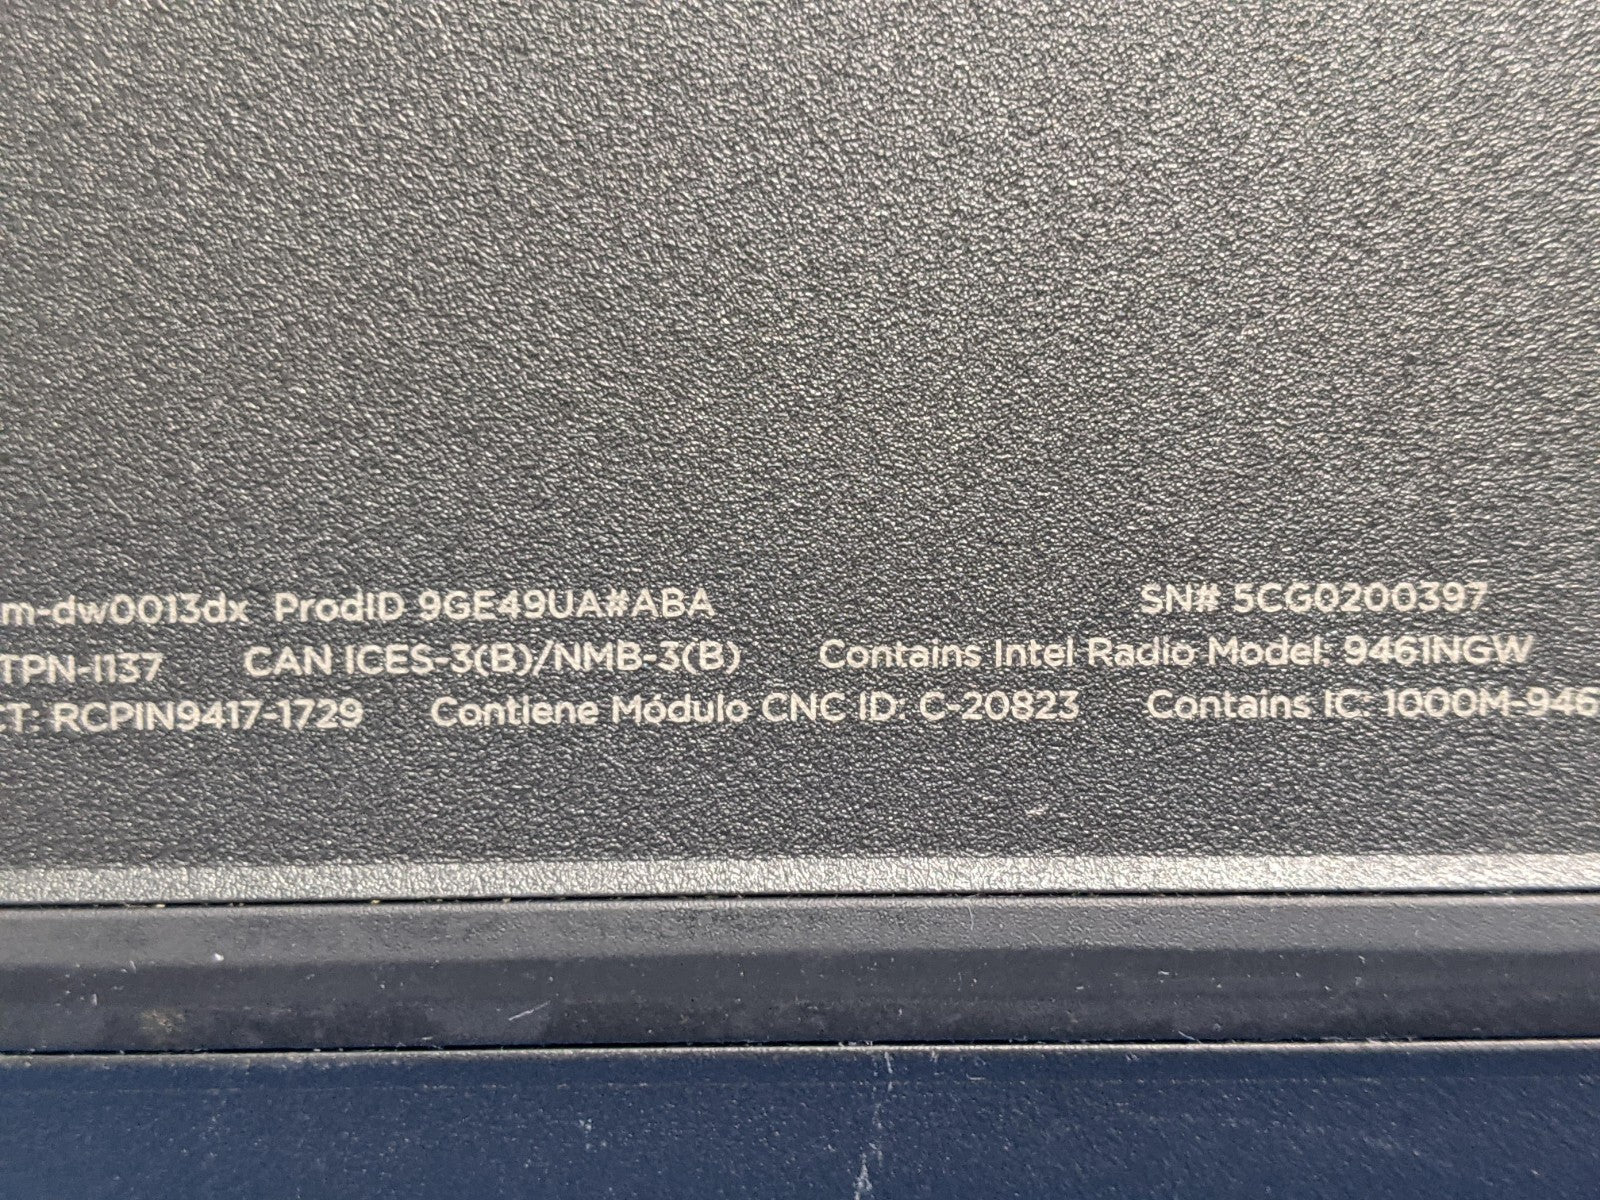 m-dw0013dx ProdID 9GE49UA#ABA SN# 5CG0200397
TPN-I137 CAN ICES-3(B)/NMB-3(B) Contains Intel Radio Model: 9461NGW
CT: RCPIN9417-1729 Contiene Módulo CNC ID: C-20823 Contains IC: 1000M-946